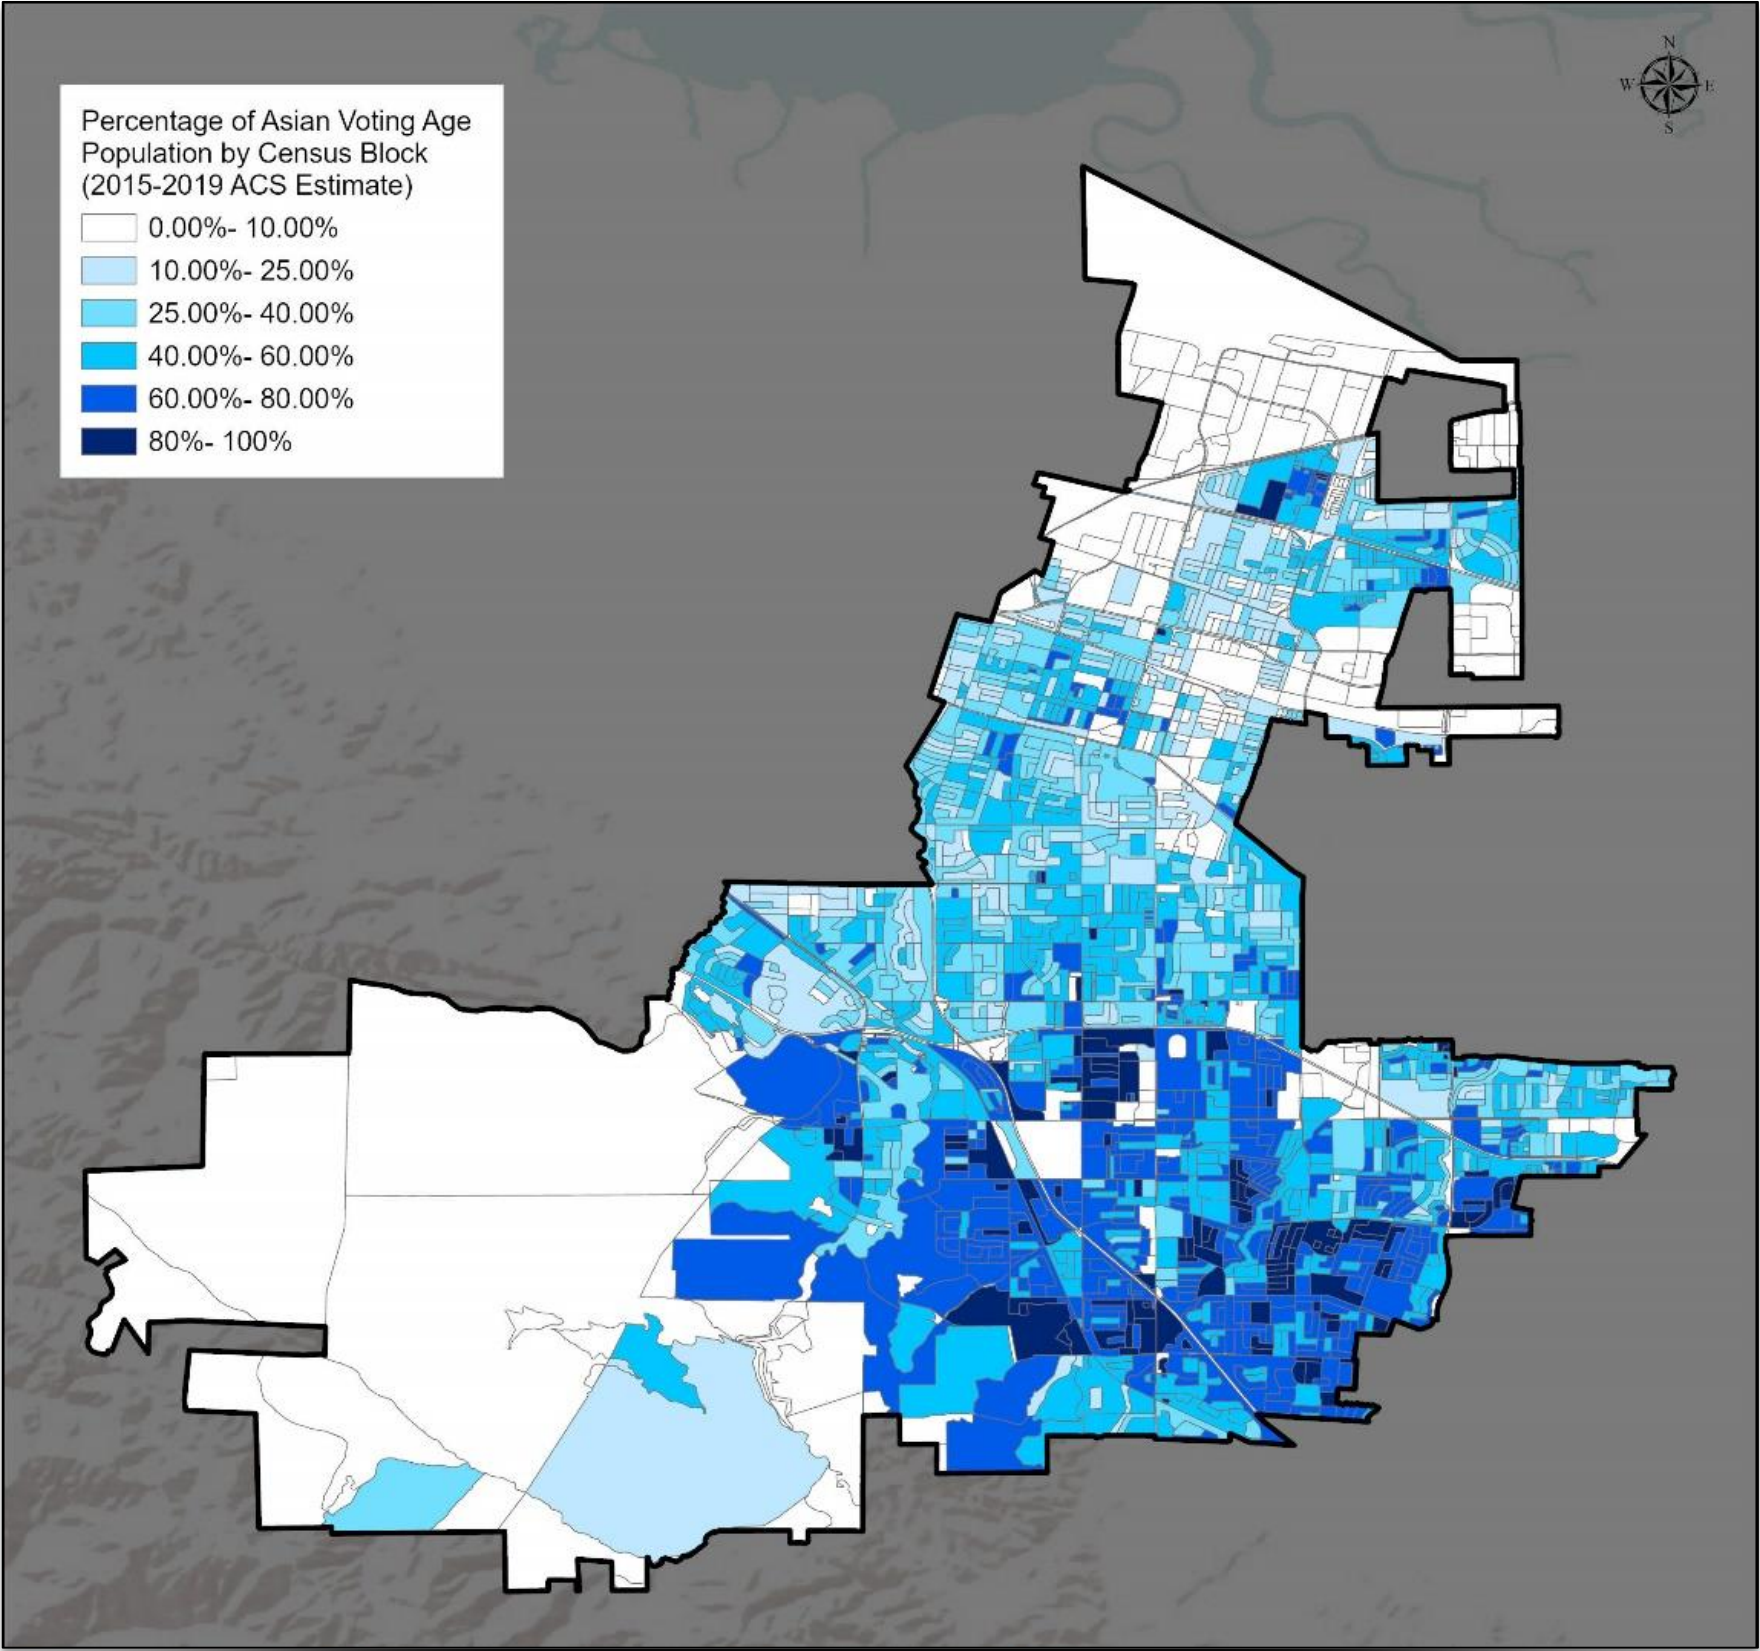 Percentage of Asian Voting Age
Population by Census Block
(2015-2019 ACS Estimate)
0.00%- 10.00%
10.00%- 25.00%
25.00%- 40.00%
40.00%- 60.00%
60.00%- 80.00%
80%- 100%
N
W E
S